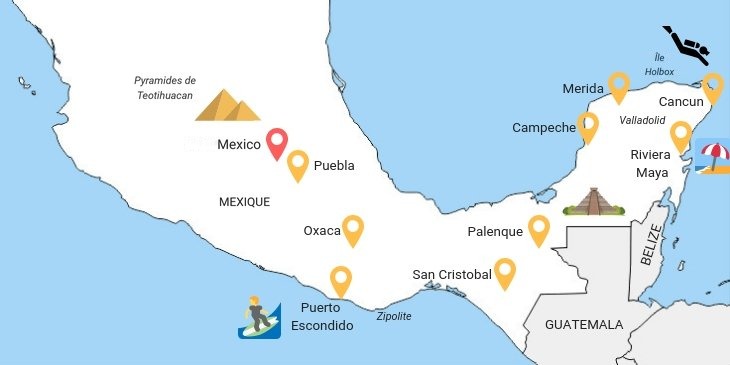 Pyramides de
Teotihuacan
Île
Holbox
Merida
Cancun
Campeche
Valladolid
Mexico
Puebla
Riviera
Maya
MEXIQUE
Oxaca
Palenque
BELIZE
San Cristobal
Puerto
Escondido
Zipolite
GUATEMALA